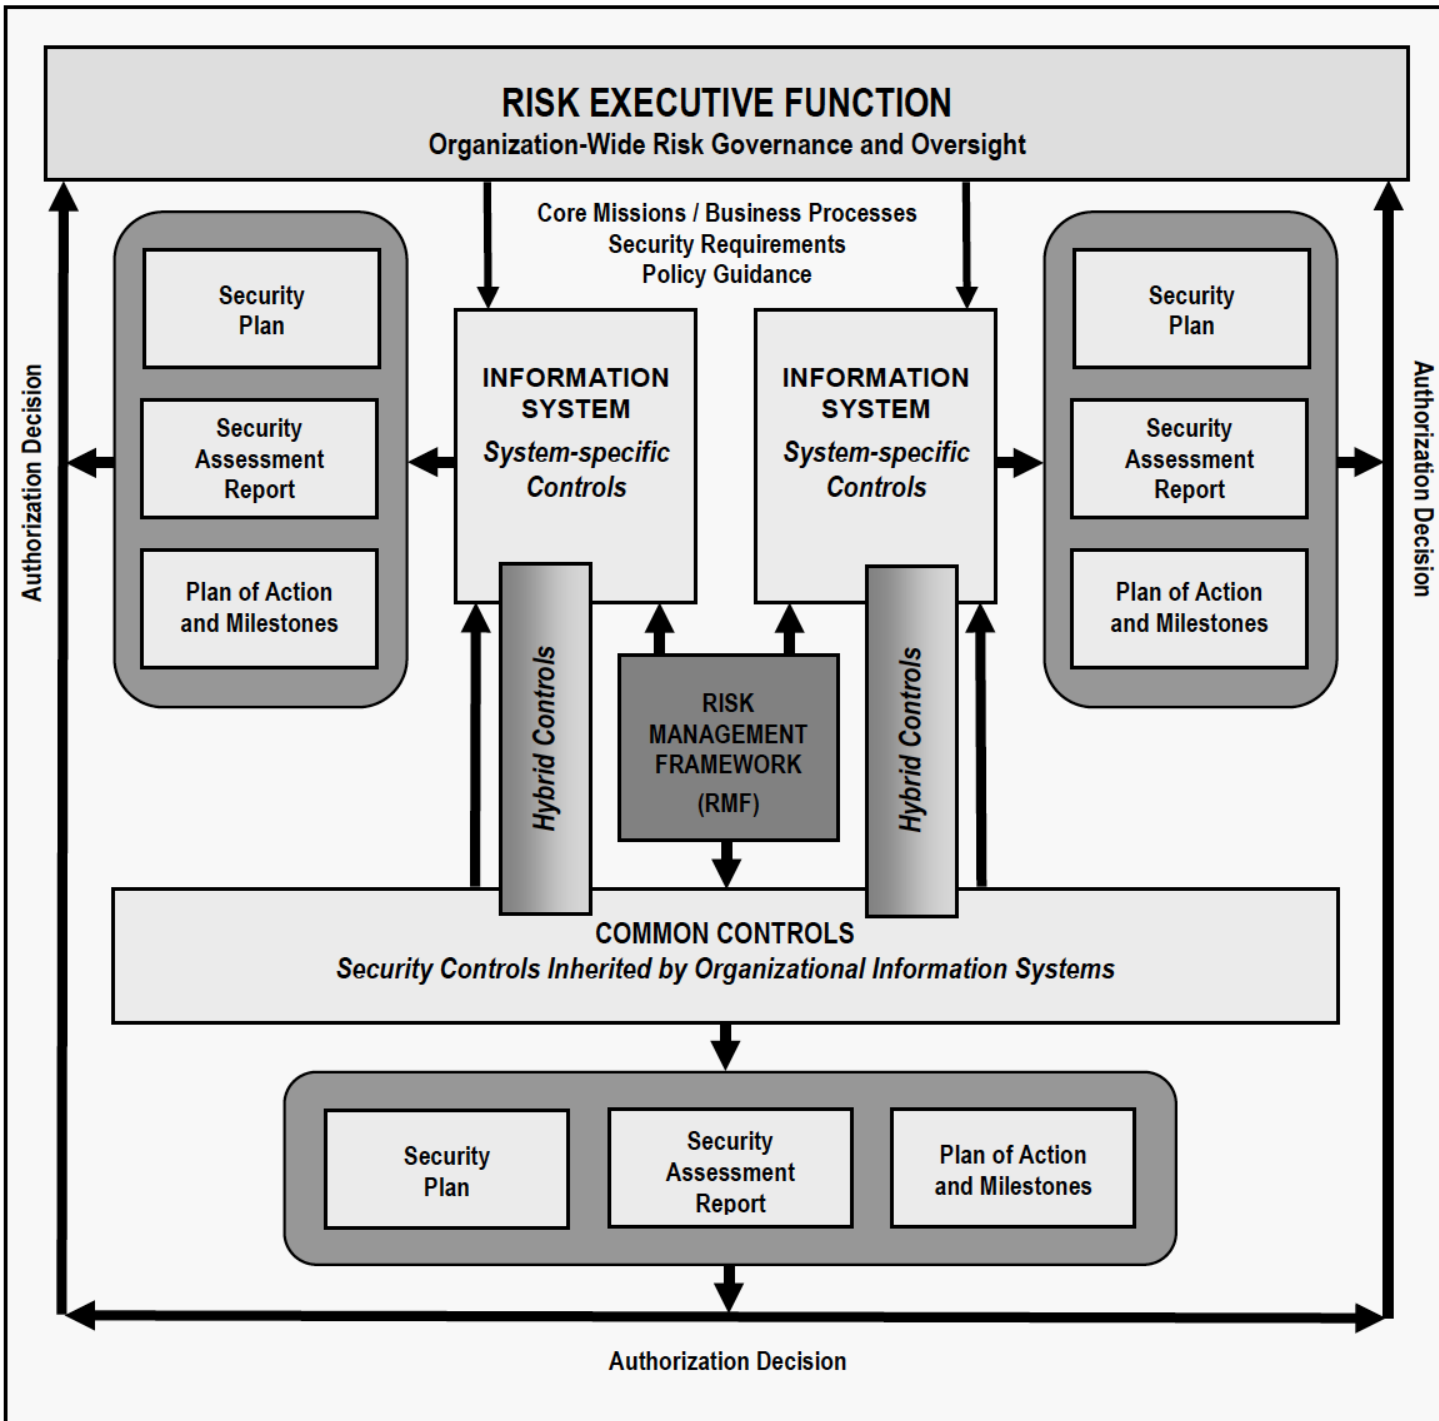 RISK EXECUTIVE FUNCTION
Organization-Wide Risk Governance and Oversight
Core Missions / Business Processes
Security Requirements
Policy Guidance
Authorization Decision
Security
Plan
Security
Assessment
Report
Plan of Action
and Milestones
INFORMATION
SYSTEM
System-specific
Controls
INFORMATION
SYSTEM
System-specific
Controls
Security
Plan
Security
Assessment
Report
Plan of Action
and Milestones
Authorization Decision
Hybrid Controls
RISK
MANAGEMENT
FRAMEWORK
(RMF)
Hybrid Controls
COMMON CONTROLS
Security Controls Inherited by Organizational Information Systems
Security
Plan
Security
Assessment
Report
Plan of Action
and Milestones
Authorization Decision